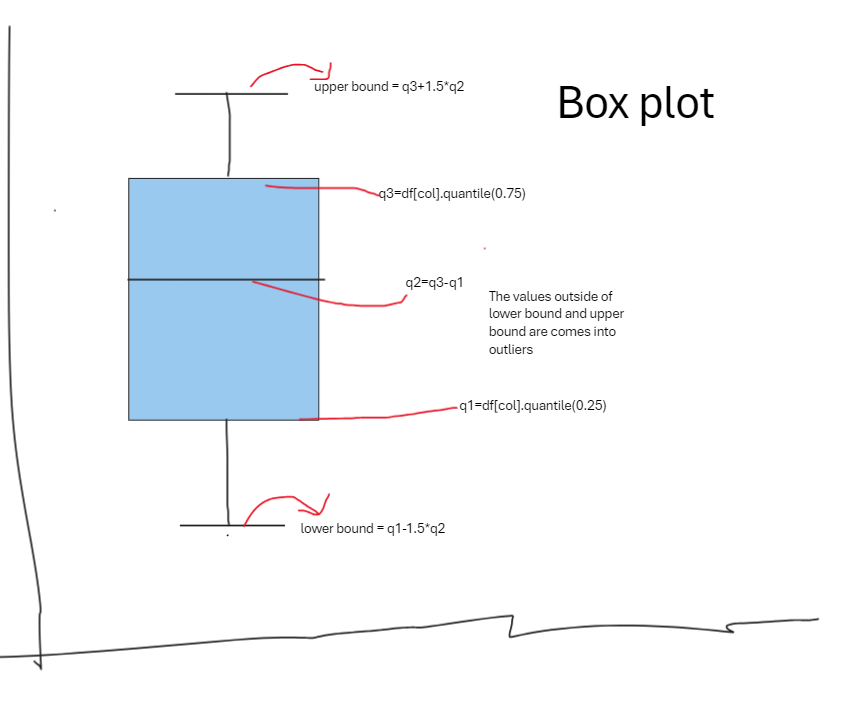 Box plot
upper bound = q3+1.5*q2
q3=df[col].quantile(0.75)
q2=q3-q1
The values outside of
lower bound and upper
bound are comes into
outliers
q1=df[col].quantile(0.25)
lower bound = q1-1.5*q2